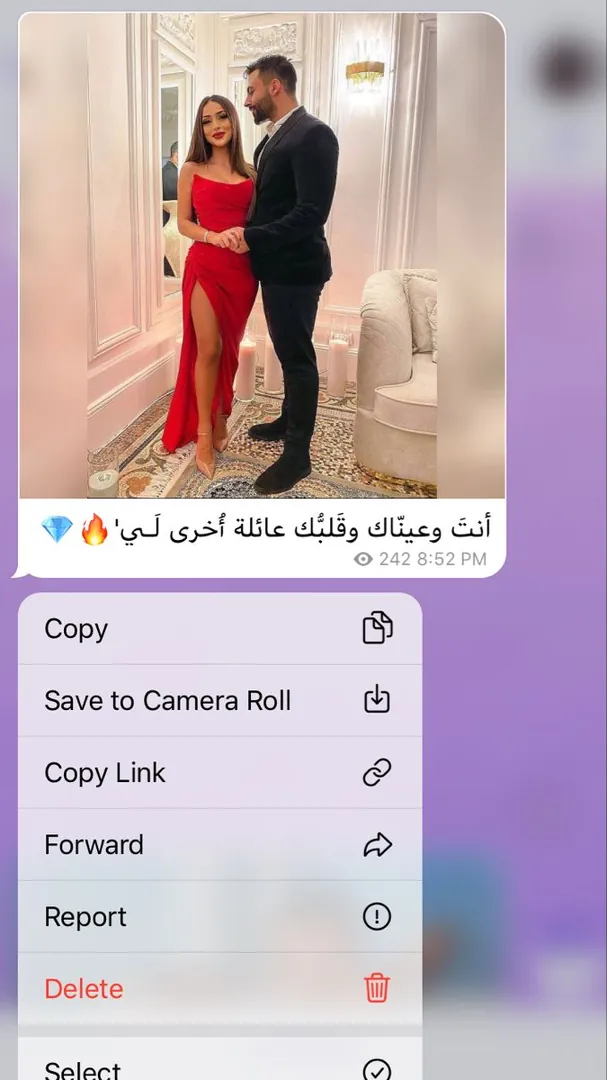 أنتَ وعينّاك وقَلبُّك عائلة أُخرى لَـي'🔥💎
242 8:52 PM
Copy
Save to Camera Roll
Copy Link
Forward
Report
Delete
Select